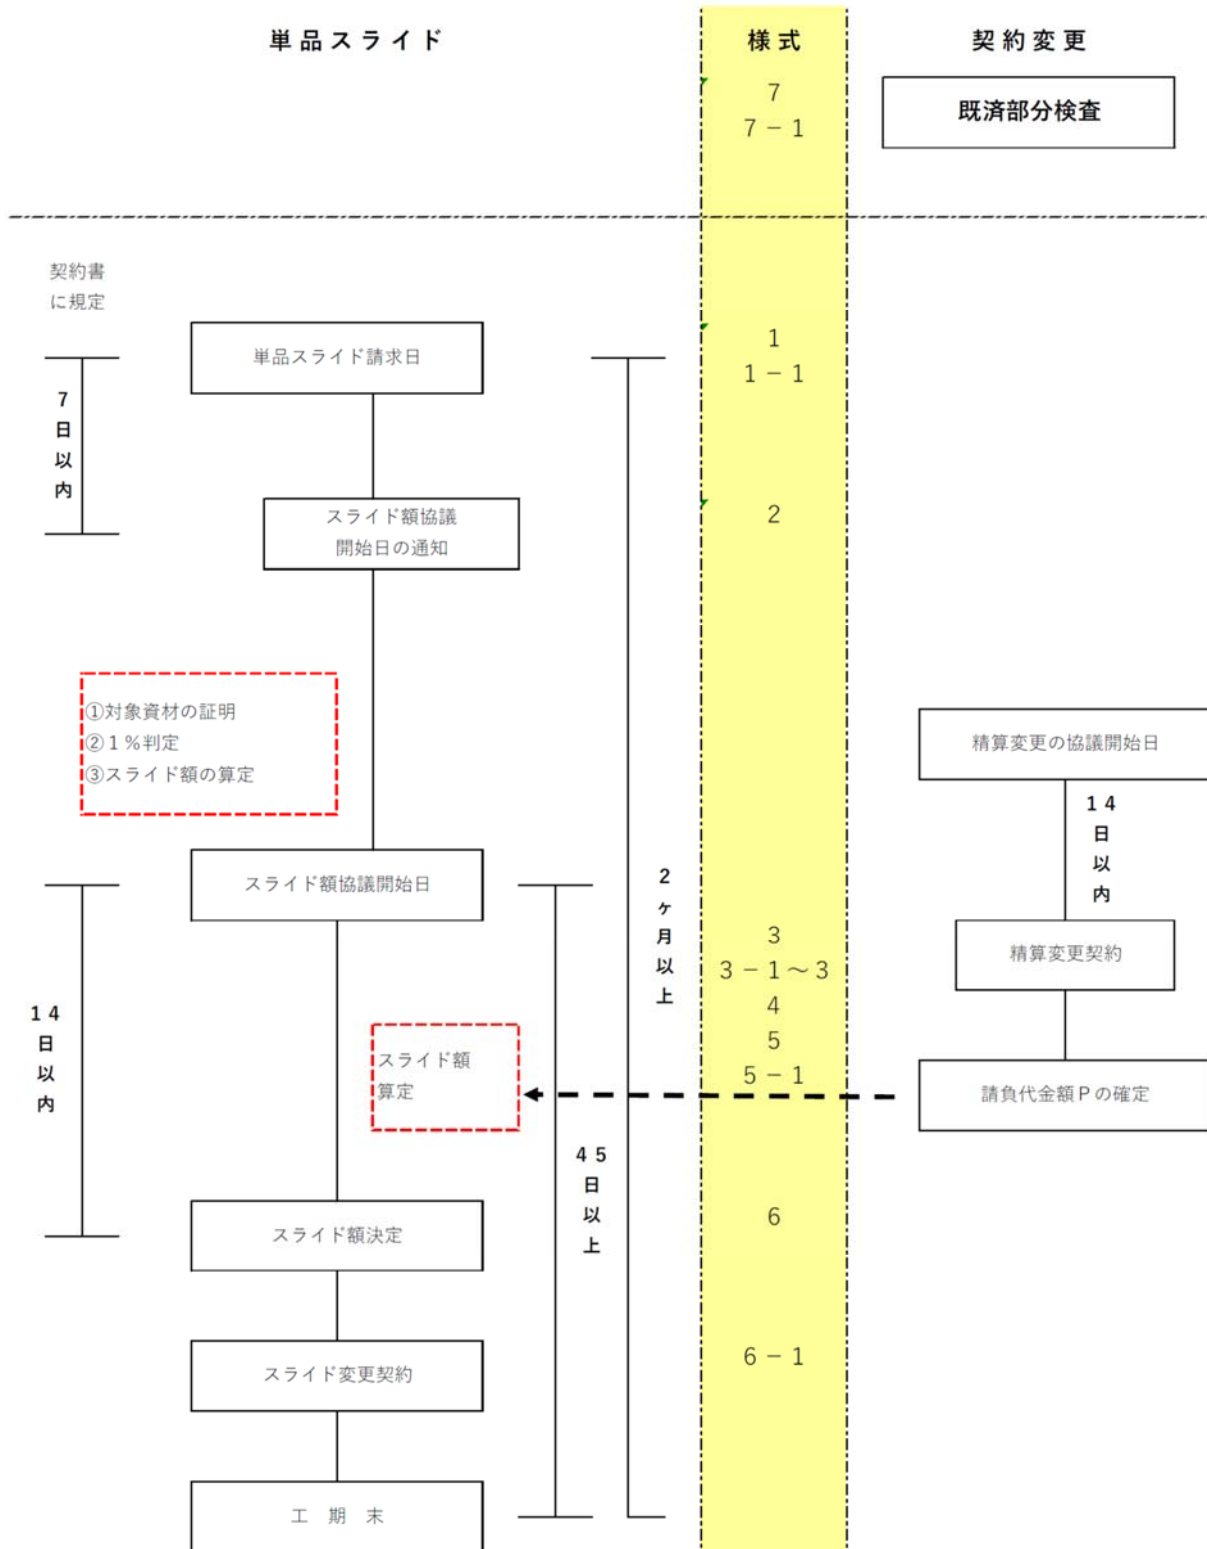 単品スライド
様式
契約変更
7
7－1
既済部分検査
契約書
に規定
単品スライド請求日
1
1－1
7日以内
スライド額協議
開始日の通知
2
①対象資材の証明
②1％判定
③スライド額の算定
精算変更の協議開始日
14日以内
スライド額協議開始日
2ヶ月以上
3
3－1～3
4
5
5－1
精算変更契約
14日以内
スライド額
算定
請負代金額Pの確定
45日以上
スライド額決定
6
スライド変更契約
6－1
工 期 末